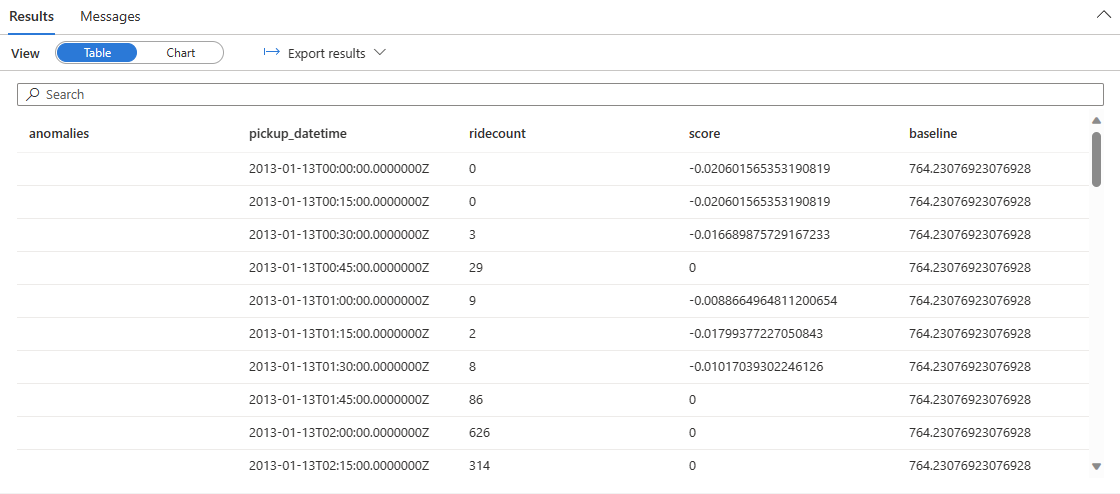 Results Messages
View Table Chart Export results
Search
anomalies pickup_datetime ridecount score baseline
2013-01-13T00:00:00.0000000Z 0 -0.020601565353190819 764.23076923076928
2013-01-13T00:15:00.0000000Z 0 -0.020601565353190819 764.23076923076928
2013-01-13T00:30:00.0000000Z 3 -0.016689875729167233 764.23076923076928
2013-01-13T00:45:00.0000000Z 29 0 764.23076923076928
2013-01-13T01:00:00.0000000Z 9 -0.0088664964811200654 764.23076923076928
2013-01-13T01:15:00.0000000Z 2 -0.01799377227050843 764.23076923076928
2013-01-13T01:30:00.0000000Z 8 -0.01017039302246126 764.23076923076928
2013-01-13T01:45:00.0000000Z 86 0 764.23076923076928
2013-01-13T02:00:00.0000000Z 626 0 764.23076923076928
2013-01-13T02:15:00.0000000Z 314 0 764.23076923076928